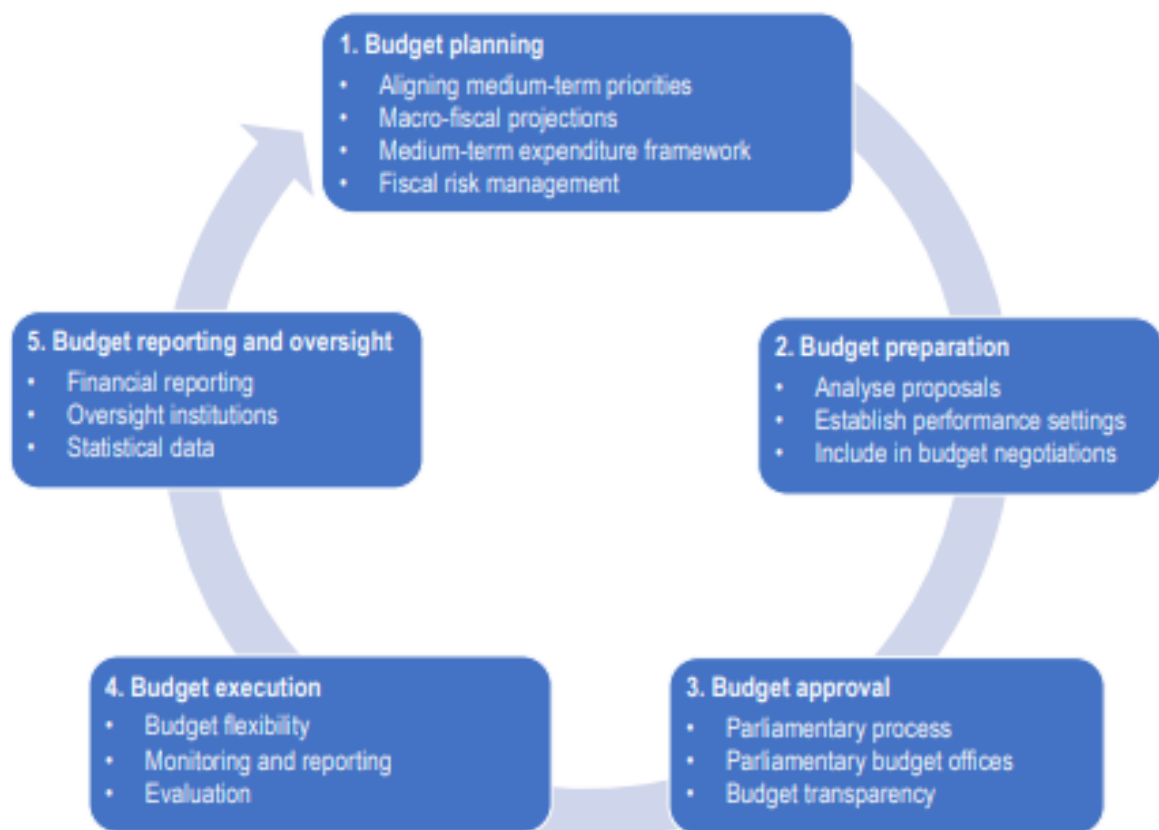 1. Budget planning
• Aligning medium-term priorities
• Macro-fiscal projections
• Medium-term expenditure framework
• Fiscal risk management
2. Budget preparation
• Analyse proposals
• Establish performance settings
• Include in budget negotiations
3. Budget approval
• Parliamentary process
• Parliamentary budget offices
• Budget transparency
4. Budget execution
• Budget flexibility
• Monitoring and reporting
• Evaluation
5. Budget reporting and oversight
• Financial reporting
• Oversight institutions
• Statistical data